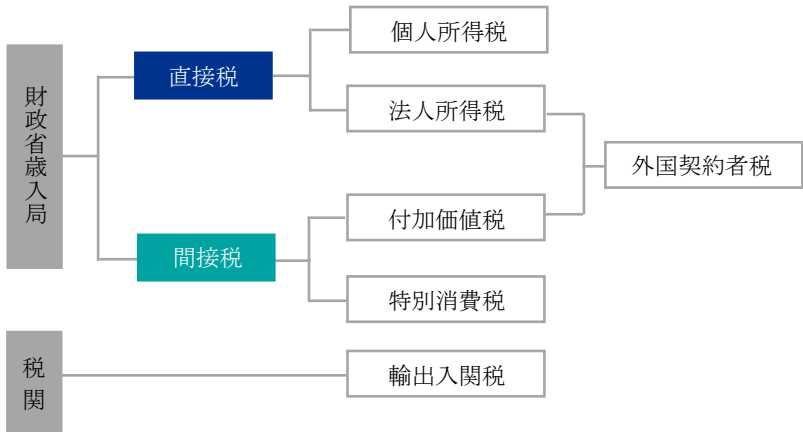 財政省歳入局
直接税
個人所得税
法人所得税
外国契約者税
間接税
付加価値税
特別消費税
税関
輸出入関税